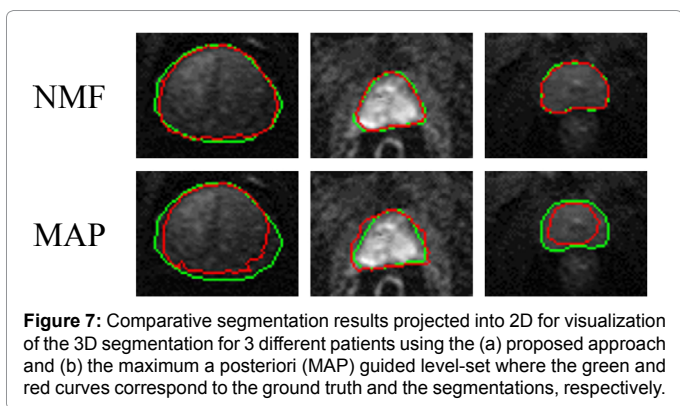 NMF
MAP
Figure 7: Comparative segmentation results projected into 2D for visualization
of the 3D segmentation for 3 different patients using the (a) proposed approach
and (b) the maximum a posteriori (MAP) guided level-set where the green and
red curves correspond to the ground truth and the segmentations, respectively.